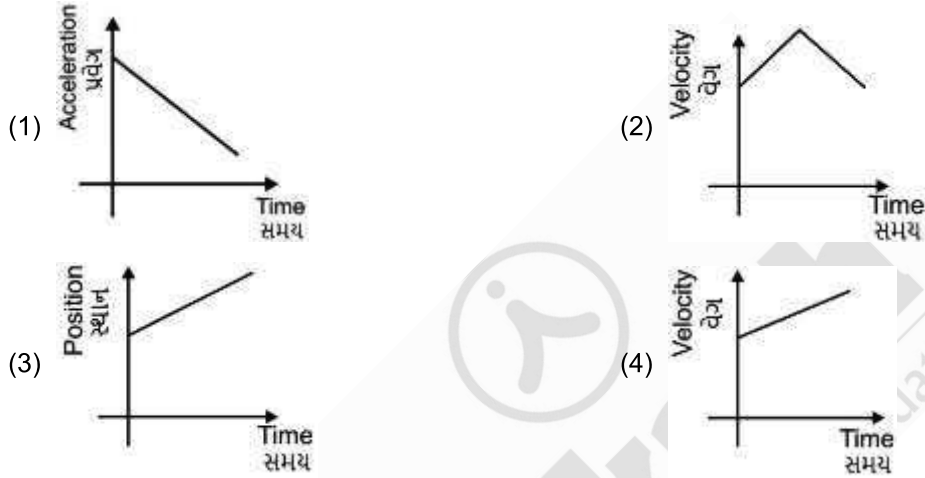 (1)
Acceleration
પ્રવેગ
Time
સમય
(2)
Velocity
વેગ
Time
સમય
(3)
Position
સ્થાન
Time
સમય
(4)
Velocity
વેગ
Time
સમય